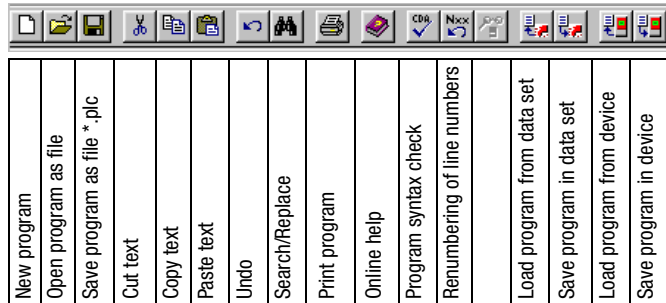 CDA
Nxx
New program
Open program as file
Save program as file *.plc
Cut text
Copy text
Paste text
Undo
Search/Replace
Print program
Online help
Program syntax check
Renumbering of line numbers
Load program from data set
Save program in data set
Load program from device
Save program in device